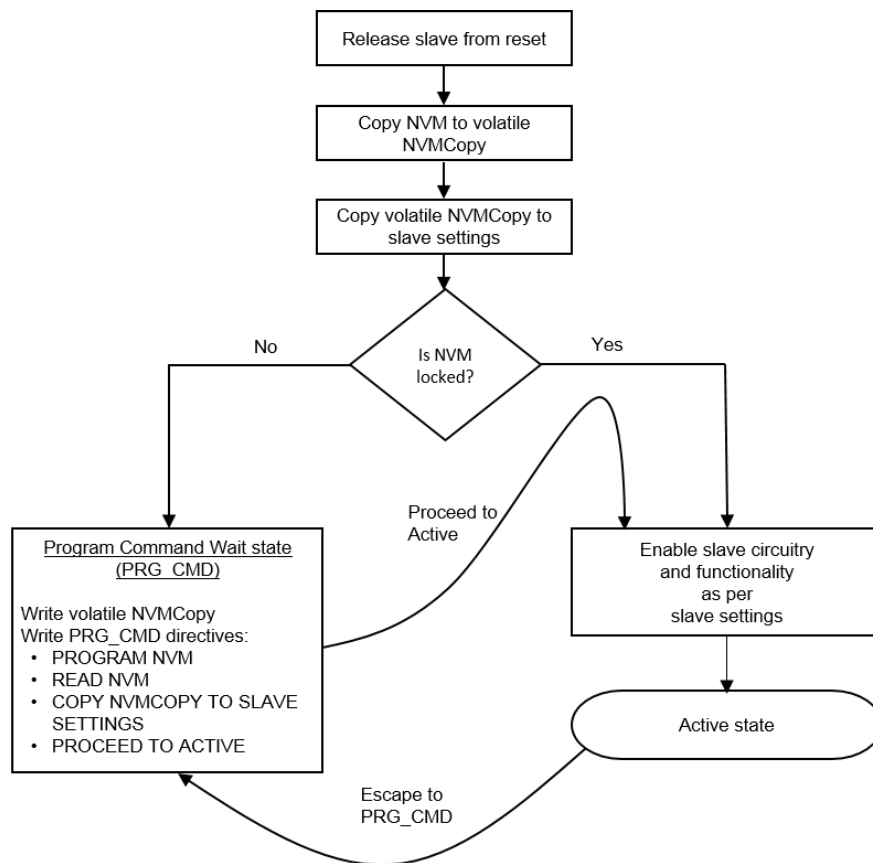 Release slave from reset
Copy NVM to volatile
NVMCopy
Copy volatile NVMCopy to
slave settings
No
Is NVM
locked?
Yes
Proceed to
Active
Program Command Wait state
(PRG_CMD)
Write volatile NVMCopy
Write PRG_CMD directives:
• PROGRAM NVM
• READ NVM
• COPY NVMCOPY TO SLAVE
SETTINGS
• PROCEED TO ACTIVE
Enable slave circuitry
and functionality
as per
slave settings
Active state
Escape to
PRG_CMD